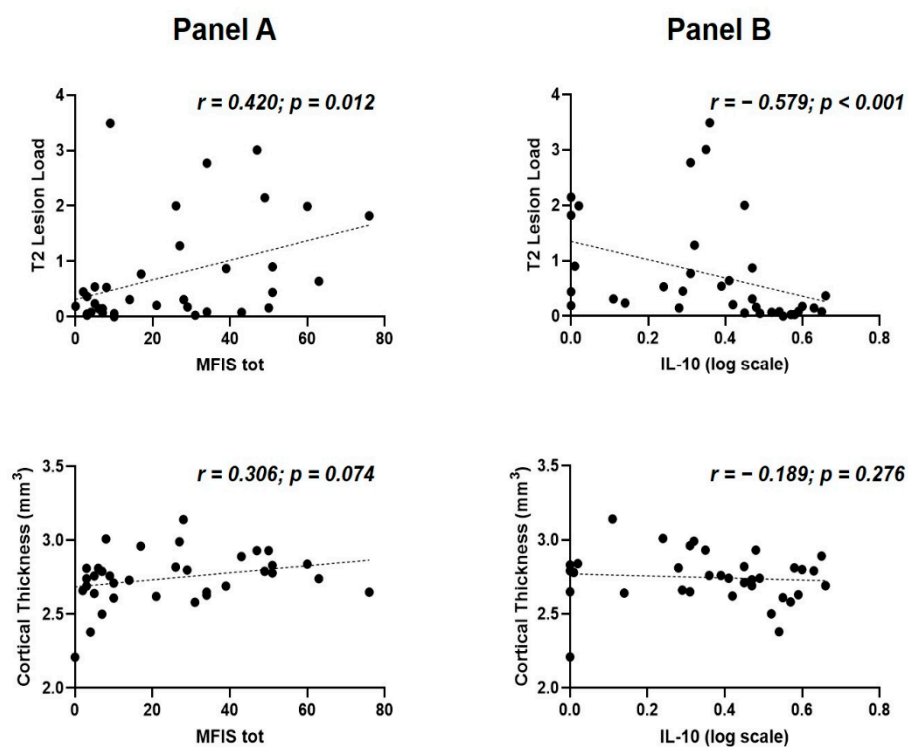 Panel A
Panel B
r = 0.420; p = 0.012
4
3
2
1
0
T2 Lesion Load
0
20
40
60
80
MFIS tot
r = − 0.579; p < 0.001
4
3
2
1
0
T2 Lesion Load
0.0
0.2
0.4
0.6
0.8
IL-10 (log scale)
r = 0.306; p = 0.074
3.5
3.0
2.5
2.0
Cortical Thickness (mm³)
0
20
40
60
80
MFIS tot
r = − 0.189; p = 0.276
3.5
3.0
2.5
2.0
Cortical Thickness (mm³)
0.0
0.2
0.4
0.6
0.8
IL-10 (log scale)